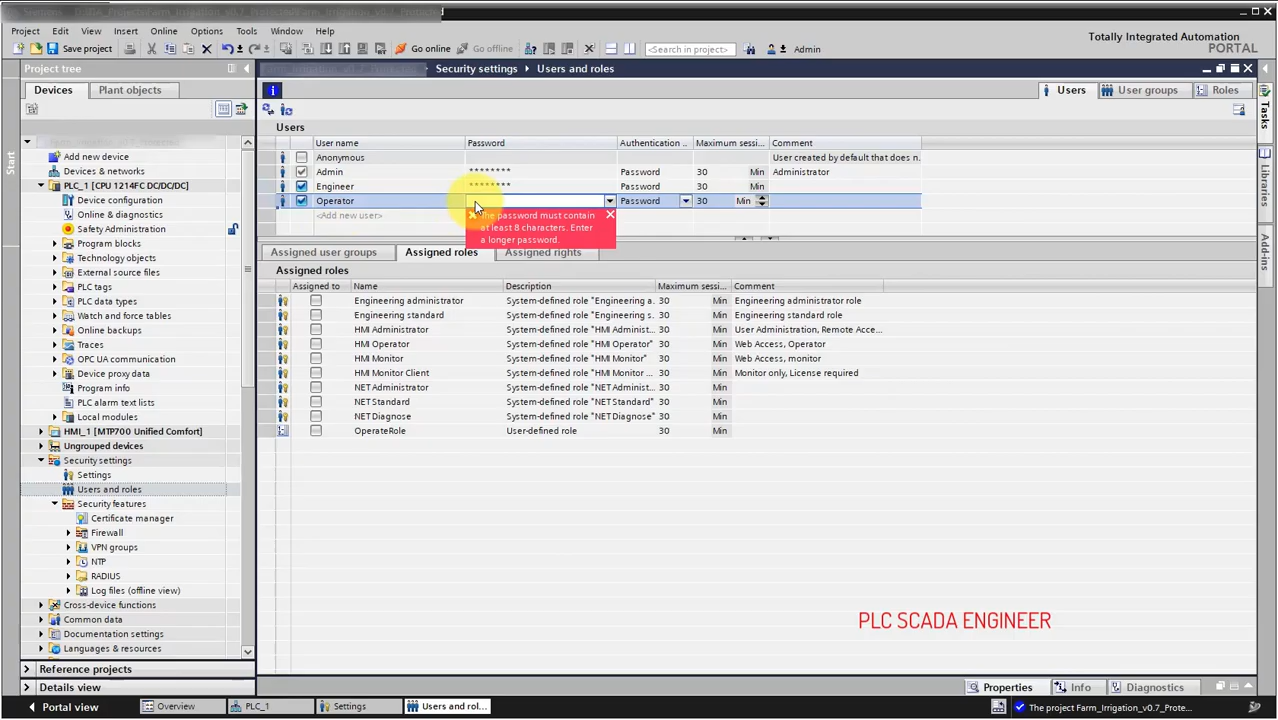 Project Edit View Insert Online Options Tools Window Help
Totally Integrated Automation
PORTAL
Save project Go online Go offline <Search in project> Admin
Project tree
Security settings Users and roles
Devices Plant objects
Users User groups Roles
Users
User name Password Authentication .. Maximum sessi... Comment
Anonymous User created by default that does n...
Admin ******** Password 30 Min Administrator
Engineer ******** Password 30 Min
Operator Password 30 Min
<Add new user>
password must contain
at least 8 characters. Enter
a longer password.
Assigned user groups Assigned roles Assigned rights
Assigned roles
Assigned to Name Description Maximum sessi... Comment
Engineering administrator System-defined role "Engineering a. 30 Min Engineering administrator role
Engineering standard System-defined role "Engineering s. 30 Min Engineering standard role
HMI Administrator System-defined role "HMI Administ... 30 Min User Administration, Remote Acce...
HMI Operator System-defined role "HMI Operator" 30 Min Web Access, Operator
HMI Monitor System-defined role "HMI Monitor" 30 Min Web Access, monitor
HMI Monitor Client System-defined role "HMI Monitor ... 30 Min Monitor only, License required
NET Administrator System-defined role "NET Administ... 30 Min
NET Standard System-defined role "NET Standard" 30 Min
NET Diagnose System-defined role "NET Diagnose" 30 Min
OperateRole User-defined role 30 Min
Add new device
Devices & networks
PLC_1 [CPU 1214FC DC/DC/DC]
Device configuration
Online & diagnostics
Safety Administration
Program blocks
Technology objects
External source files
PLC tags
PLC data types
Watch and force tables
Online backups
Traces
OPC UA communication
Device proxy data
Program info
PLC alarm text lists
Local modules
HMI_1 [MTP700 Unified Comfort]
Ungrouped devices
Security settings
Settings
Users and roles
Security features
Certificate manager
Firewall
VPN groups
NTP
RADIUS
Log files (offline view)
Cross-device functions
Common data
Documentation settings
Languages & resources
Reference projects
Details view
Start
Tasks
Libraries
Add-ins
PLC SCADA ENGINEER
Properties Info Diagnostics
Portal view Overview PLC_1 Settings Users and rol... The project Farm_Irrigation_v0.7_Prote...